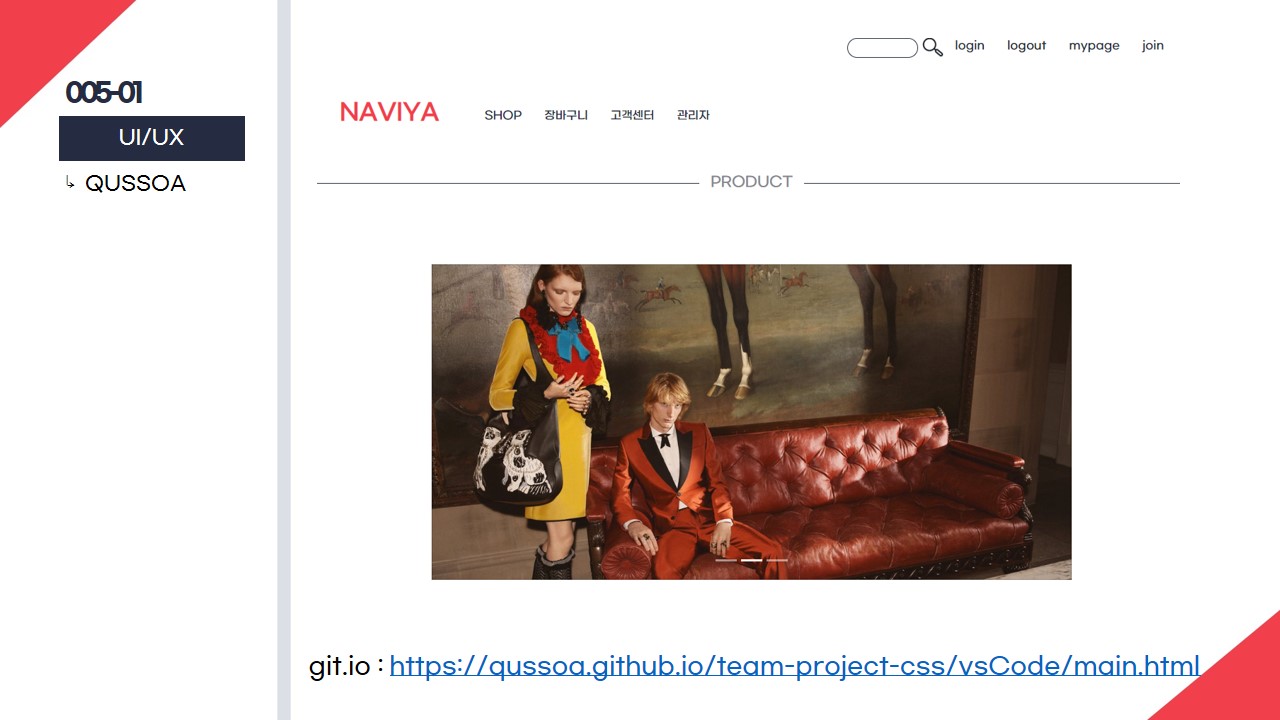 005-01
UI/UX
↳ QUSSOA
login logout mypage join
NAVIYA SHOP 장바구니 고객센터 관리자
PRODUCT
git.io : https://qussoa.github.io/team-project-css/vsCode/main.html